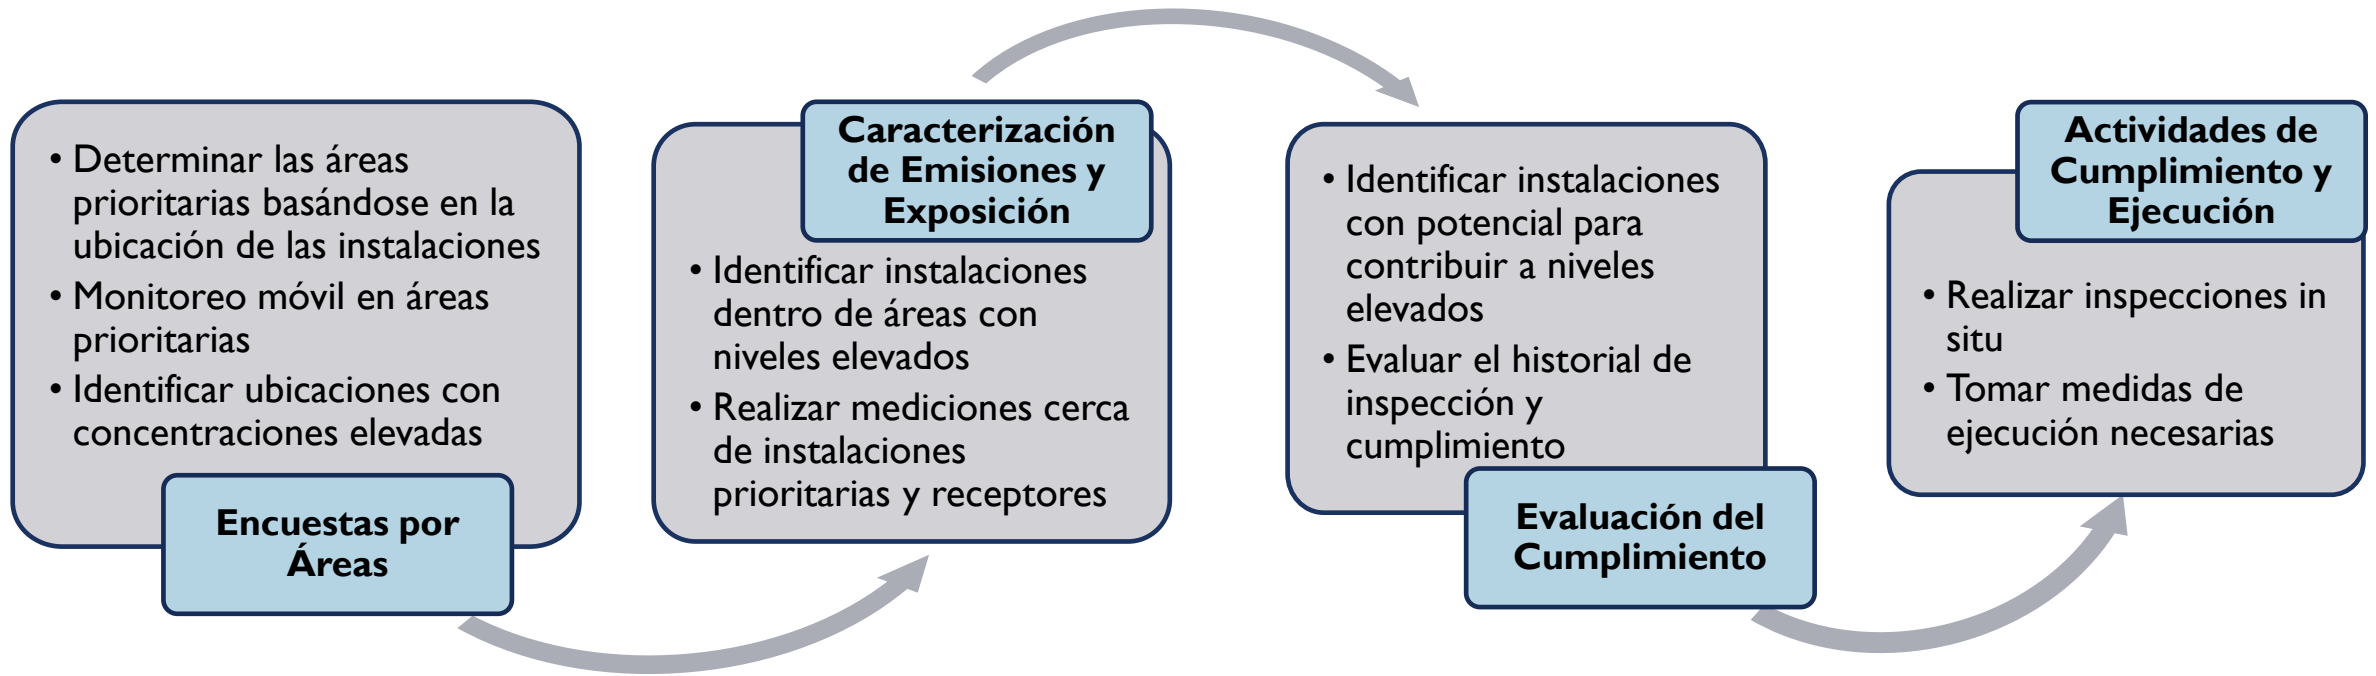 • Determinar las áreas
prioritarias basándose en la
ubicación de las instalaciones
• Monitoreo móvil en áreas
prioritarias
• Identificar ubicaciones con
concentraciones elevadas
Encuestas por
Áreas
Caracterización
de Emisiones y
Exposición
• Identificar instalaciones
dentro de áreas con
niveles elevados
• Realizar mediciones cerca
de instalaciones
prioritarias y receptores
• Identificar instalaciones
con potencial para
contribuir a niveles
elevados
• Evaluar el historial de
inspección y
cumplimiento
Evaluación del
Cumplimiento
Actividades de
Cumplimiento y
Ejecución
• Realizar inspecciones in
situ
• Tomar medidas de
ejecución necesarias